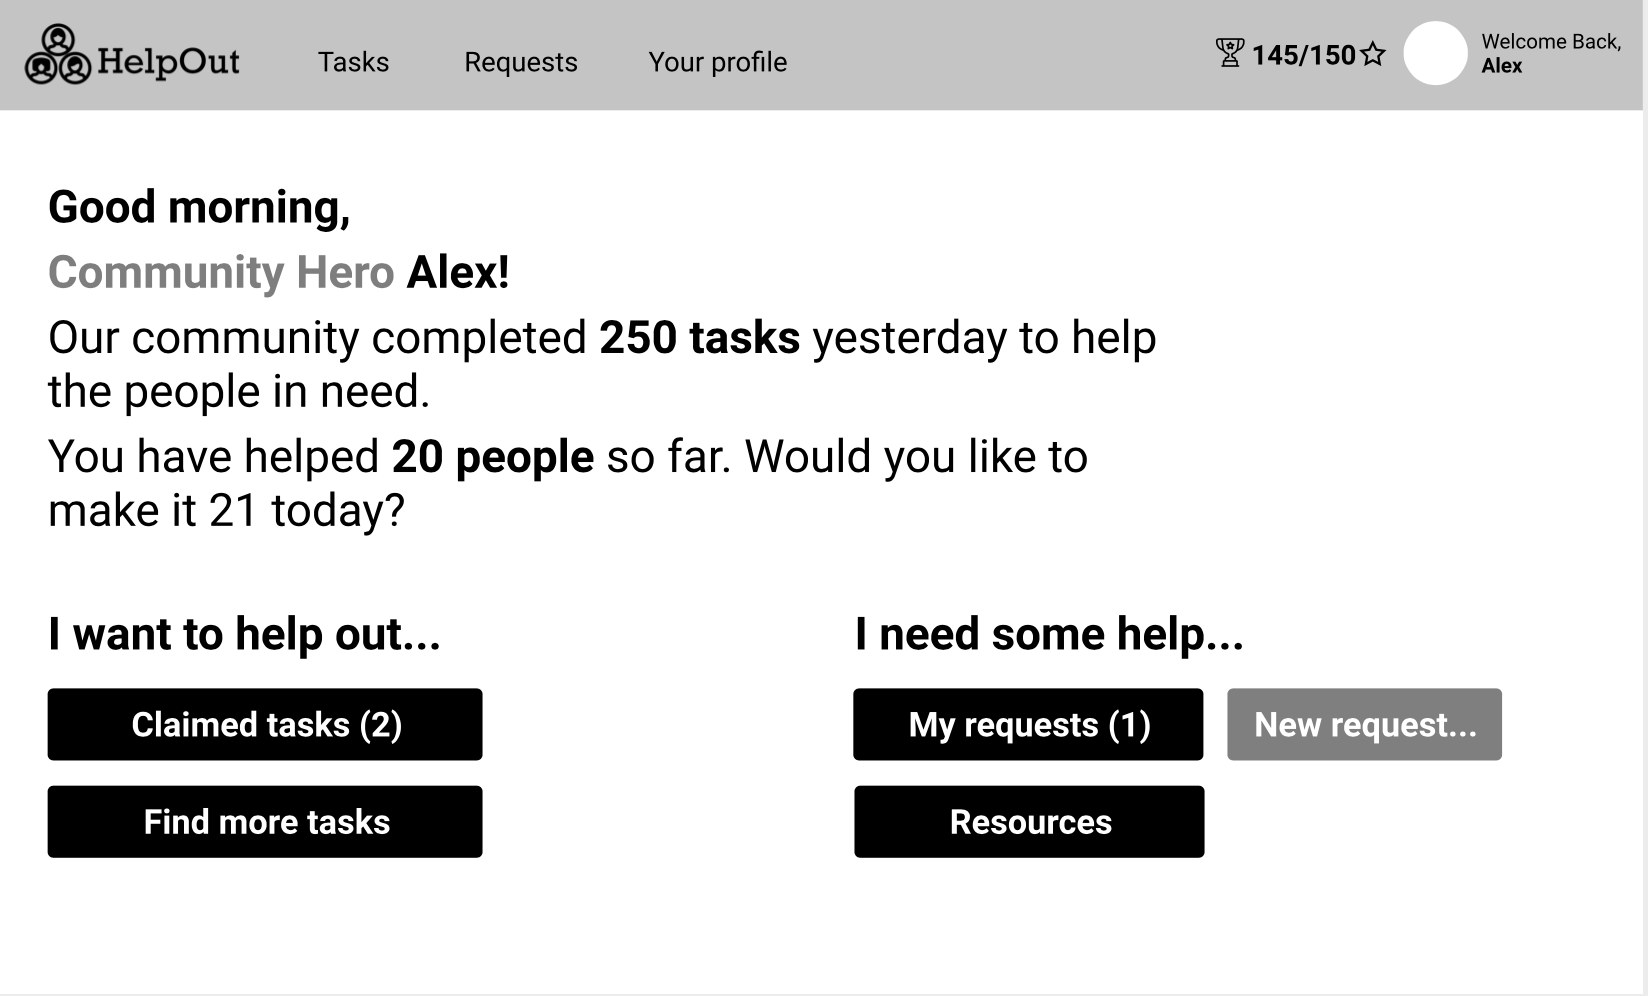 HelpOut
Tasks
Requests
Your profile
145/150
Welcome Back,
Alex
Good morning,
Community Hero Alex!
Our community completed 250 tasks yesterday to help
the people in need.
You have helped 20 people so far. Would you like to
make it 21 today?
I want to help out...
Claimed tasks (2)
Find more tasks
I need some help...
My requests (1)
New request...
Resources